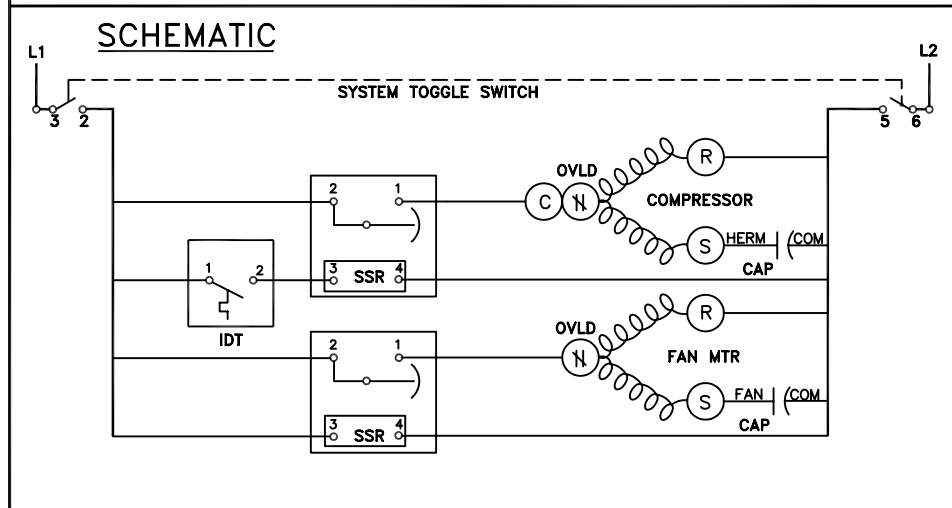 SCHEMATIC
L1
L2
SYSTEM TOGGLE SWITCH
3 2
5 6
OVLD
2 1
C
R
COMPRESSOR
S
HERM
COM
CAP
1 2
3 SSR 4
IDT
OVLD
2 1
R
FAN MTR
S
FAN
COM
CAP
3 SSR 4